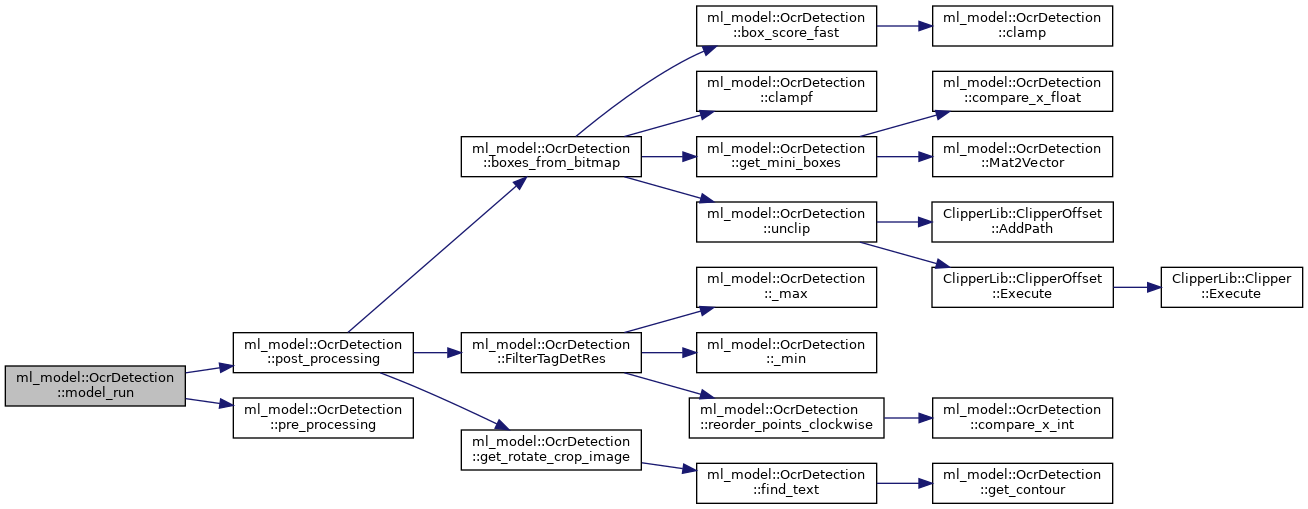 ml_model::OcrDetection
::model_run
ml_model::OcrDetection
::post_processing
ml_model::OcrDetection
::pre_processing
ml_model::OcrDetection
::boxes_from_bitmap
ml_model::OcrDetection
::FilterTagDetRes
ml_model::OcrDetection
::get_rotate_crop_image
ml_model::OcrDetection
::box_score_fast
ml_model::OcrDetection
::clampf
ml_model::OcrDetection
::get_mini_boxes
ml_model::OcrDetection
::unclip
ml_model::OcrDetection
::_max
ml_model::OcrDetection
::_min
ml_model::OcrDetection
::reorder_points_clockwise
ml_model::OcrDetection
::find_text
ml_model::OcrDetection
::clamp
ml_model::OcrDetection
::compare_x_float
ml_model::OcrDetection
::Mat2Vector
ClipperLib::ClipperOffset
::AddPath
ClipperLib::ClipperOffset
::Execute
ml_model::OcrDetection
::compare_x_int
ml_model::OcrDetection
::get_contour
ClipperLib::Clipper
::Execute